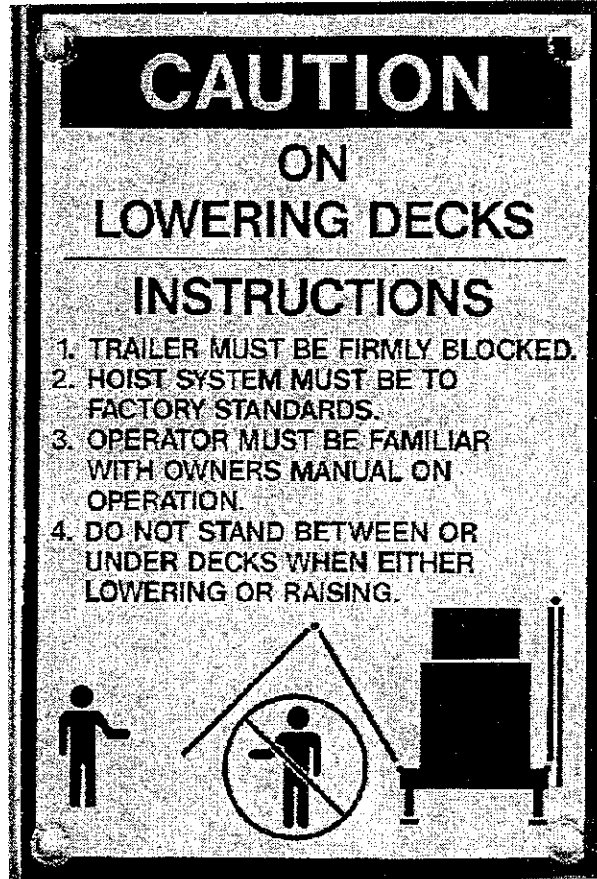 CAUTION
ON
LOWERING DECKS
INSTRUCTIONS
1. TRAILER MUST BE FIRMLY BLOCKED.
2. HOIST SYSTEM MUST BE TO
FACTORY STANDARDS.
3. OPERATOR MUST BE FAMILIAR
WITH OWNERS MANUAL ON
OPERATION.
4. DO NOT STAND BETWEEN OR
UNDER DECKS WHEN EITHER
LOWERING OR RAISING.